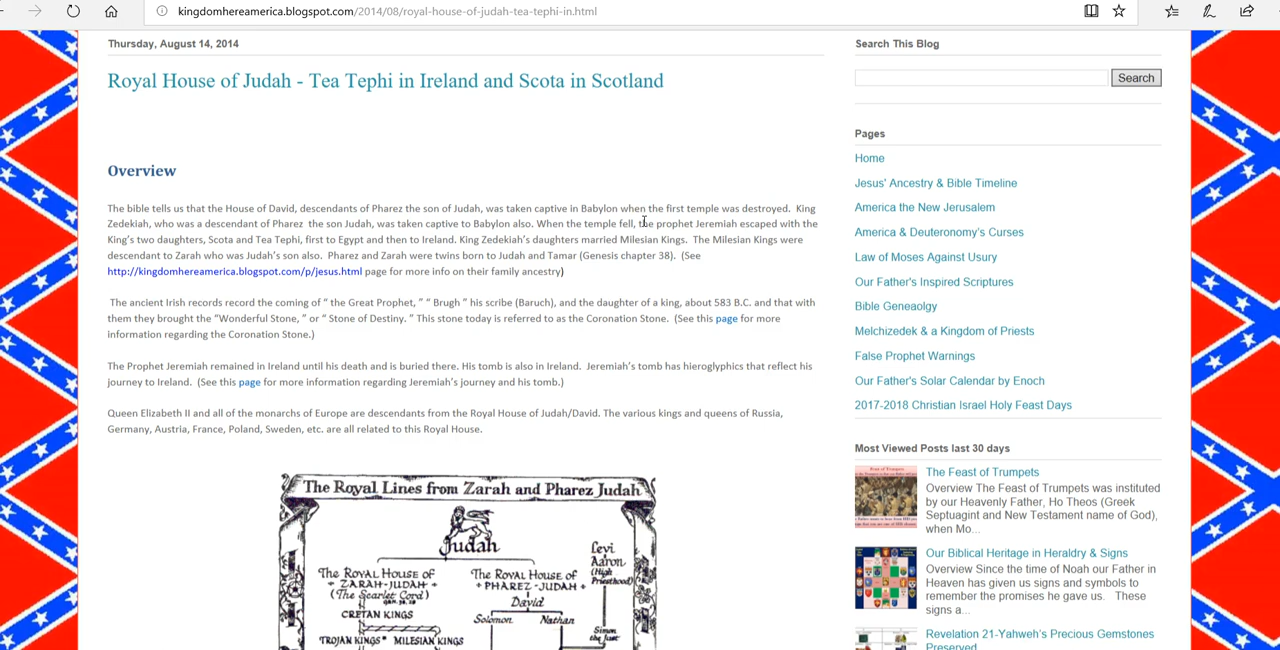 kingdomhereamerica.blogspot.com/2014/08/royal-house-of-judah-tea-tephi-in.html
Thursday, August 14, 2014
Royal House of Judah - Tea Tephi in Ireland and Scota in Scotland
Overview
The bible tells us that the House of David, descendants of Pharez the son of Judah, was taken captive in Babylon when the first temple was destroyed.  King
Zedekiah, who was a descendant of Pharez  the son Judah, was taken captive to Babylon also. When the temple fell, the prophet Jeremiah escaped with the
King's two daughters, Scota and Tea Tephi, first to Egypt and then to Ireland. King Zedekiah's daughters married Milesian Kings.  The Milesian Kings were
descendant to Zarah who was Judah's son also.  Pharez and Zarah were twins born to Judah and Tamar (Genesis chapter 38).  (See
http://kingdomhereamerica.blogspot.com/p/jesus.html page for more info on their family ancestry)
The ancient Irish records record the coming of " the Great Prophet, " " Brugh " his scribe (Baruch), and the daughter of a king, about 583 B.C. and that with
them they brought the "Wonderful Stone, " or " Stone of Destiny. " This stone today is referred to as the Coronation Stone.  (See this page for more
information regarding the Coronation Stone.)
The Prophet Jeremiah remained in Ireland until his death and is buried there. His tomb is also in Ireland.  Jeremiah's tomb has hieroglyphics that reflect his
journey to Ireland.  (See this page for more information regarding Jeremiah's journey and his tomb.)
Queen Elizabeth II and all of the monarchs of Europe are descendants from the Royal House of Judah/David. The various kings and queens of Russia,
Germany, Austria, France, Poland, Sweden, etc. are all related to this Royal House.
The Royal Lines from Zarah and Pharez Judah
Judah
Levi
Aaron
(High
Priesthood)
The Royal House of
+ ZARAH-JUDAH +
(The Scarlet Cord)
CRETAN KINGS
TROJAN KINGS* MILESIAN KINGS
The Royal House of
+ PHAREZ-JUDAH +
David
Solomon Nathan
Simon
the Just
Search This Blog
Search
Pages
Home
Jesus' Ancestry & Bible Timeline
America the New Jerusalem
America & Deuteronomy's Curses
Law of Moses Against Usury
Our Father's Inspired Scriptures
Bible Geneaolgy
Melchizedek & a Kingdom of Priests
False Prophet Warnings
Our Father's Solar Calendar by Enoch
2017-2018 Christian Israel Holy Feast Days
Most Viewed Posts last 30 days
The Feast of Trumpets
Overview The Feast of Trumpets was instituted
by our Heavenly Father, Ho Theos (Greek
Septuagint and New Testament name of God),
when Mo...
Our Biblical Heritage in Heraldry & Signs
Overview Since the time of Noah our Father in
Heaven has given us signs and symbols to
remember the promises he gave us.   These
signs a...
Revelation 21-Yahweh's Precious Gemstones
Preserved